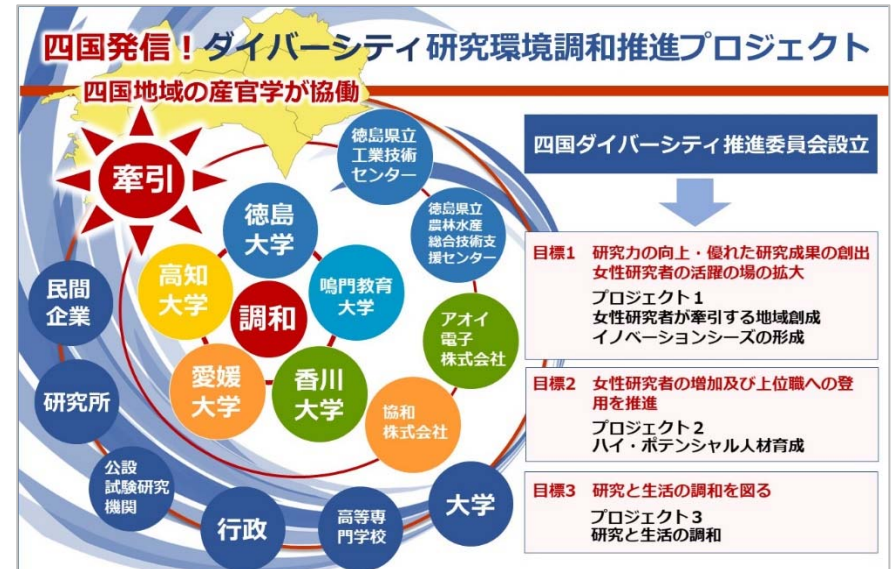 四国発信！ダイバーシティ研究環境調和推進プロジェクト
四国地域の産官学が協働
牽引
徳島
大学
高知
大学
鳴門教育
大学
調和
愛媛
大学
香川
大学
徳島県立
工業技術
センター
徳島県立
農林水産
総合技術支
援センター
アオイ
電子
株式会社
協和
株式会社
民間
企業
研究所
公設
試験研究
機関
行政
高等専
門学校
大学
四国ダイバーシティ推進委員会設立
目標1 研究力の向上・優れた研究成果の創出
女性研究者の活躍の場の拡大
プロジェクト１
女性研究者が牽引する地域創成
イノベーションシーズの形成
目標2 女性研究者の増加及び上位職への登
用を推進
プロジェクト２
ハイ・ポテンシャル人材育成
目標3 研究と生活の調和を図る
プロジェクト３
研究と生活の調和